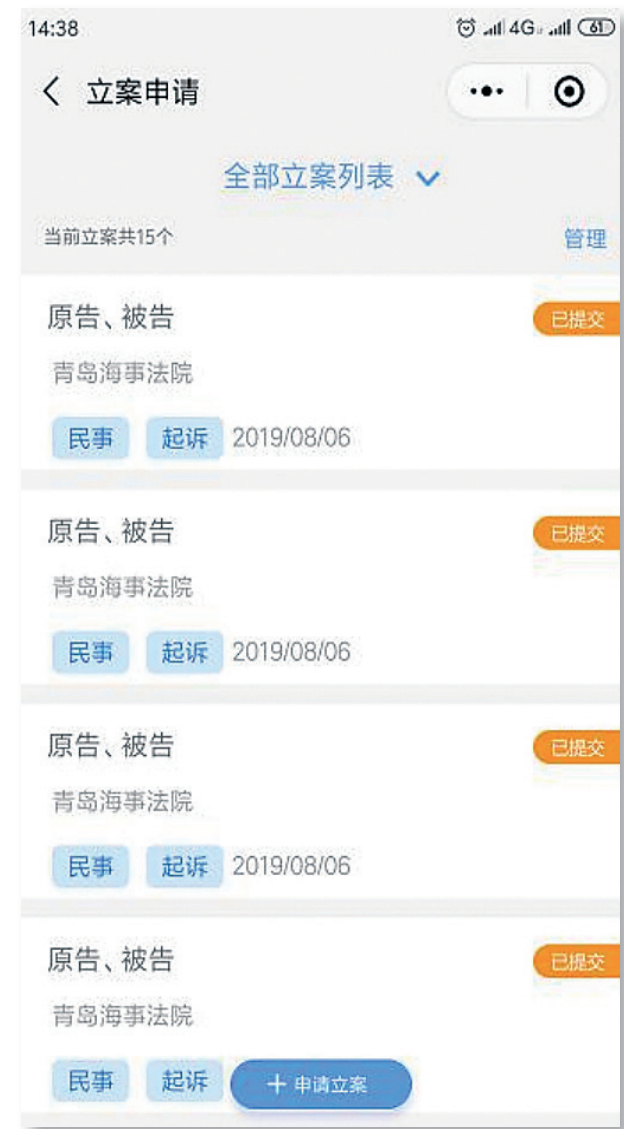 14:38 4G 61
立案申请
全部立案列表
当前立案共15个 管理
原告、被告 已提交
青岛海事法院
民事 起诉 2019/08/06
原告、被告 已提交
青岛海事法院
民事 起诉 2019/08/06
原告、被告 已提交
青岛海事法院
民事 起诉 2019/08/06
原告、被告 已提交
青岛海事法院
民事 起诉 + 申请立案